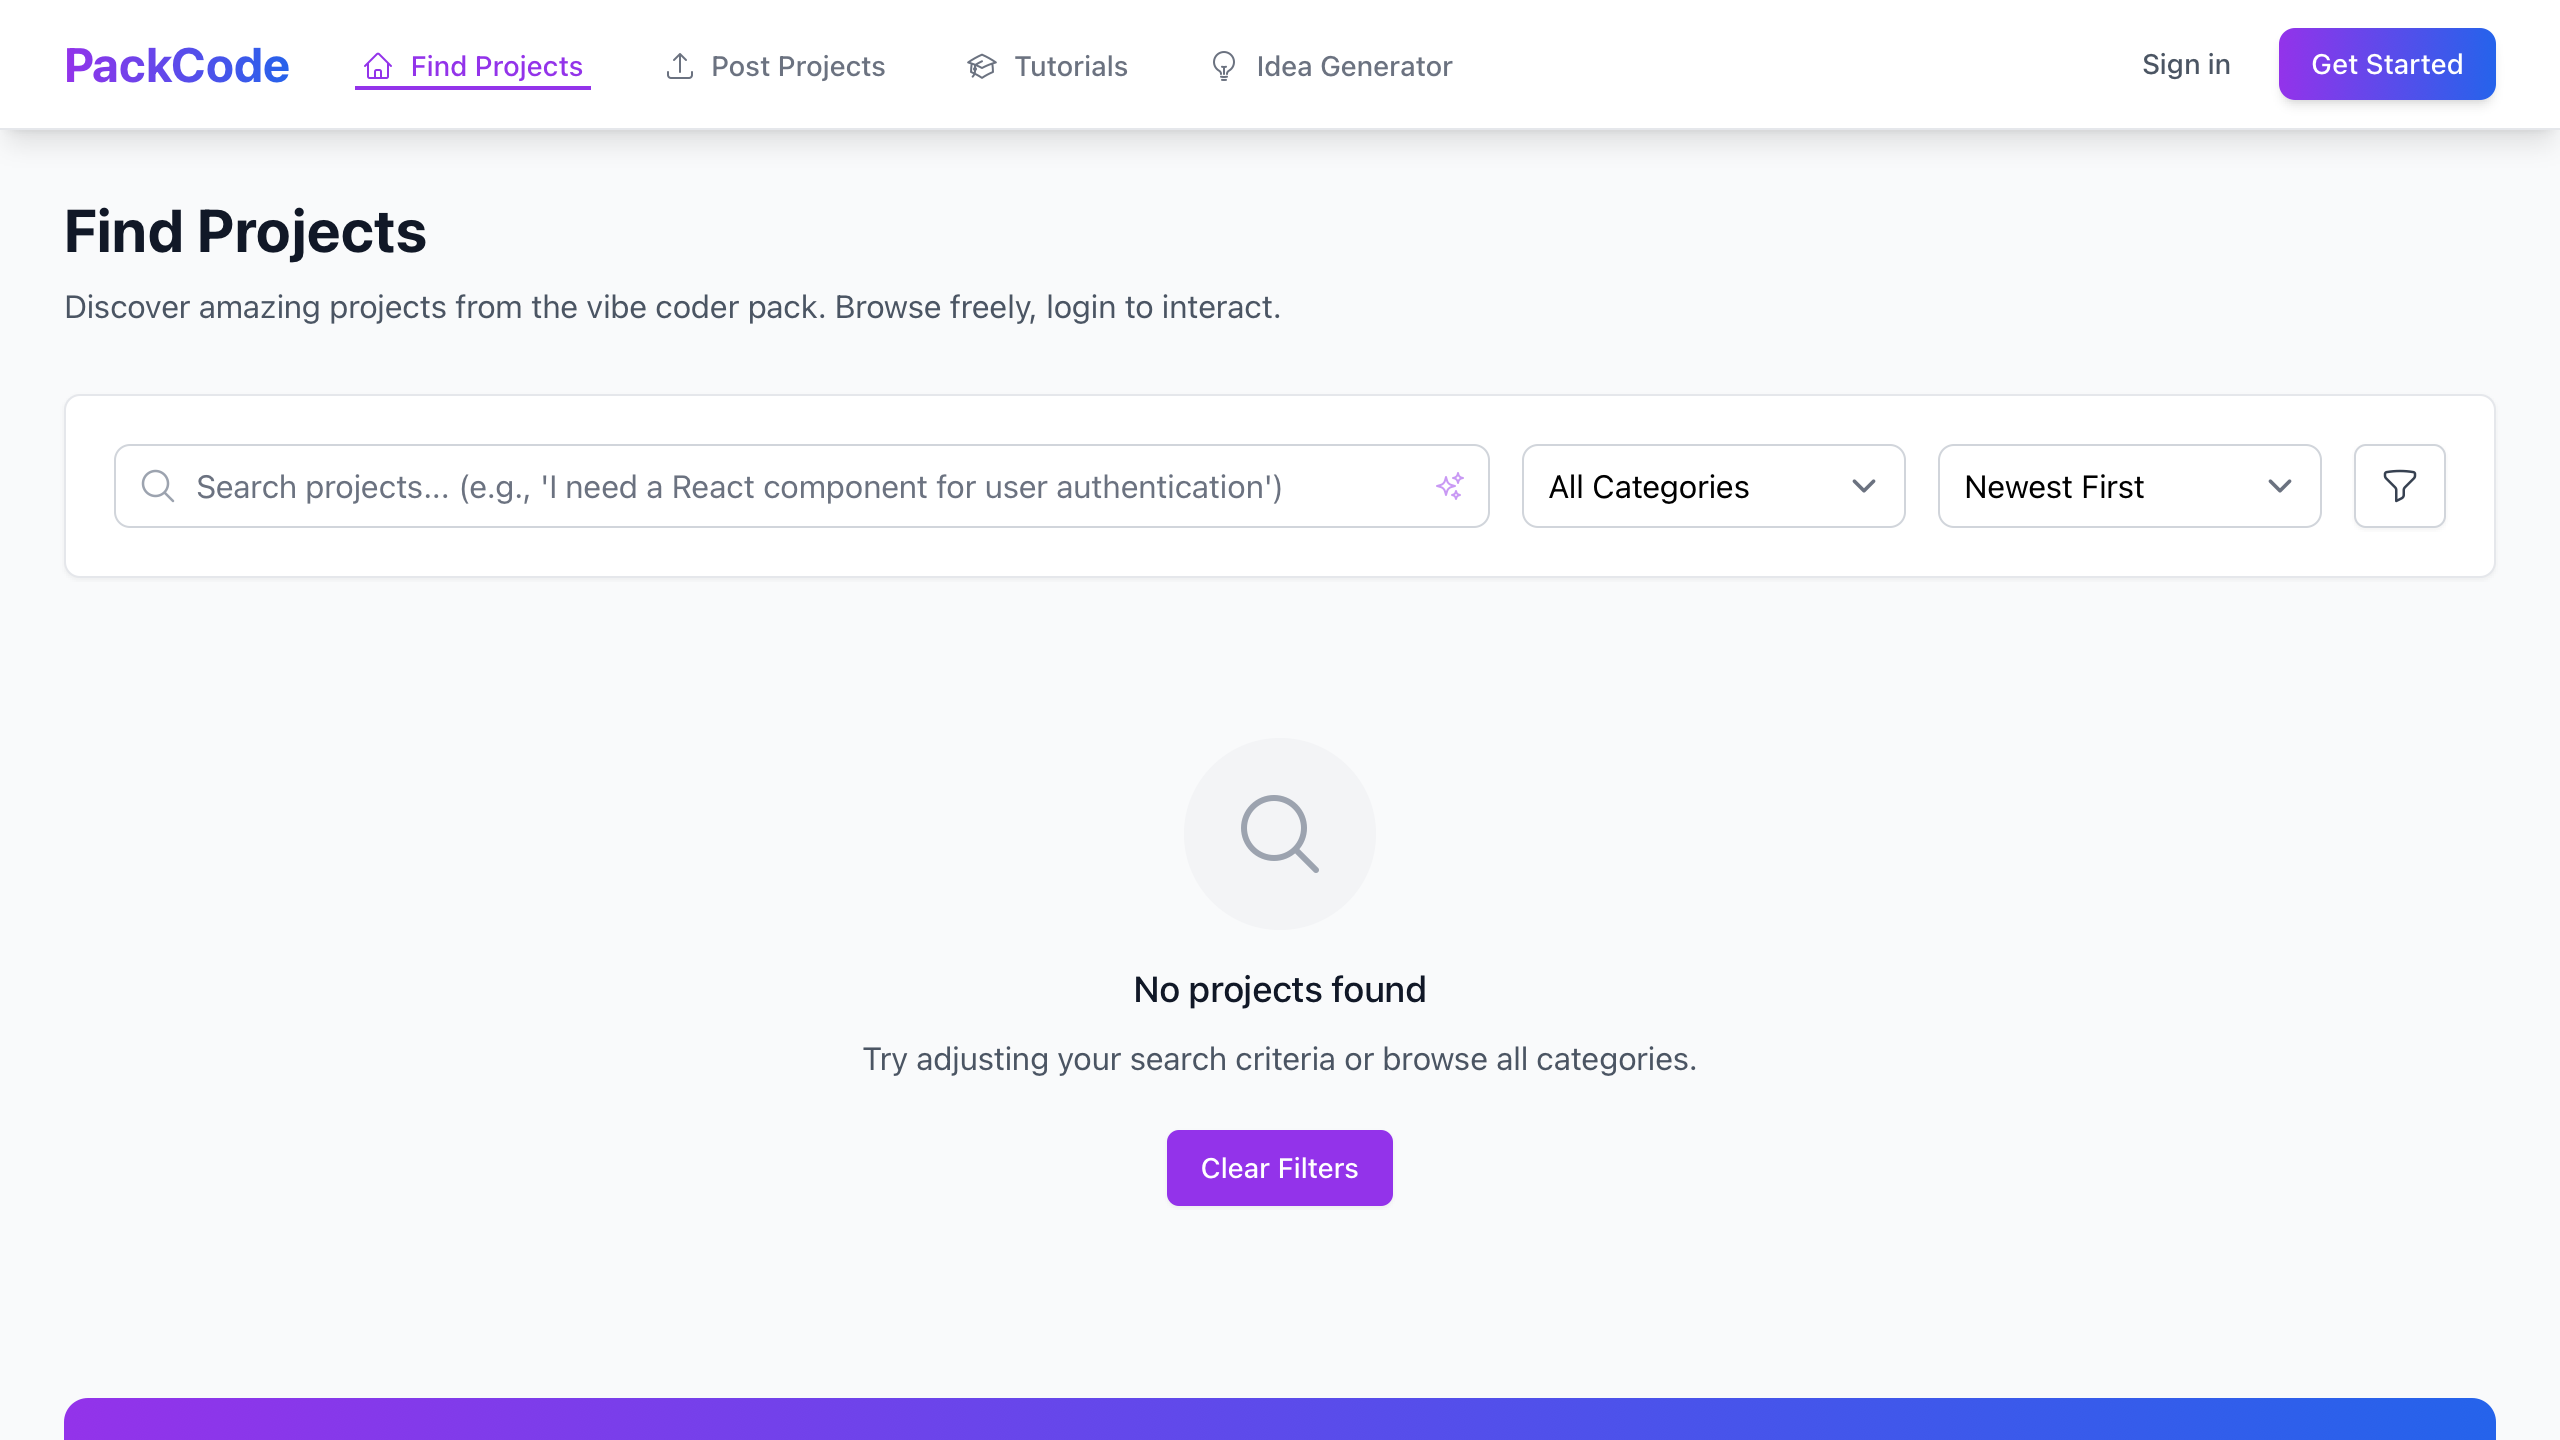 PackCode
Find Projects
Post Projects
Tutorials
Idea Generator
Sign in
Get Started
Find Projects
Discover amazing projects from the vibe coder pack. Browse freely, login to interact.
Search projects... (e.g., 'I need a React component for user authentication')
All Categories
Newest First
No projects found
Try adjusting your search criteria or browse all categories.
Clear Filters